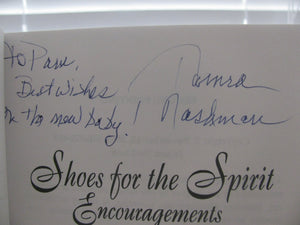 To Pam,
Best Wishes
on the new baby!
Tamra
Nashman
Shoes for the Spirit
Encouragements